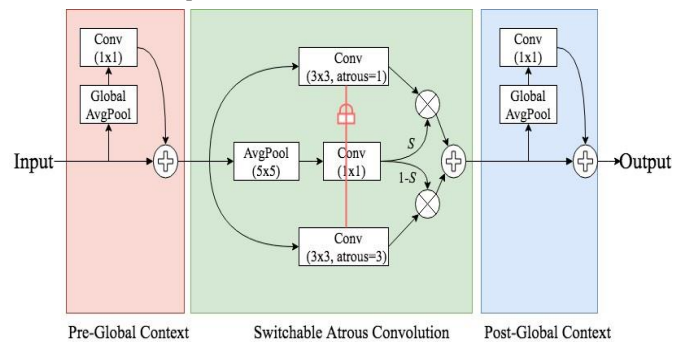 Conv
(1x1)
Global
AvgPool
Input
Conv
(3x3, atrous=1)
AvgPool
(5x5)
Conv
(1x1)
S
1-S
Conv
(3x3, atrous=3)
Conv
(1x1)
Global
AvgPool
Output
Pre-Global Context
Switchable Atrous Convolution
Post-Global Context